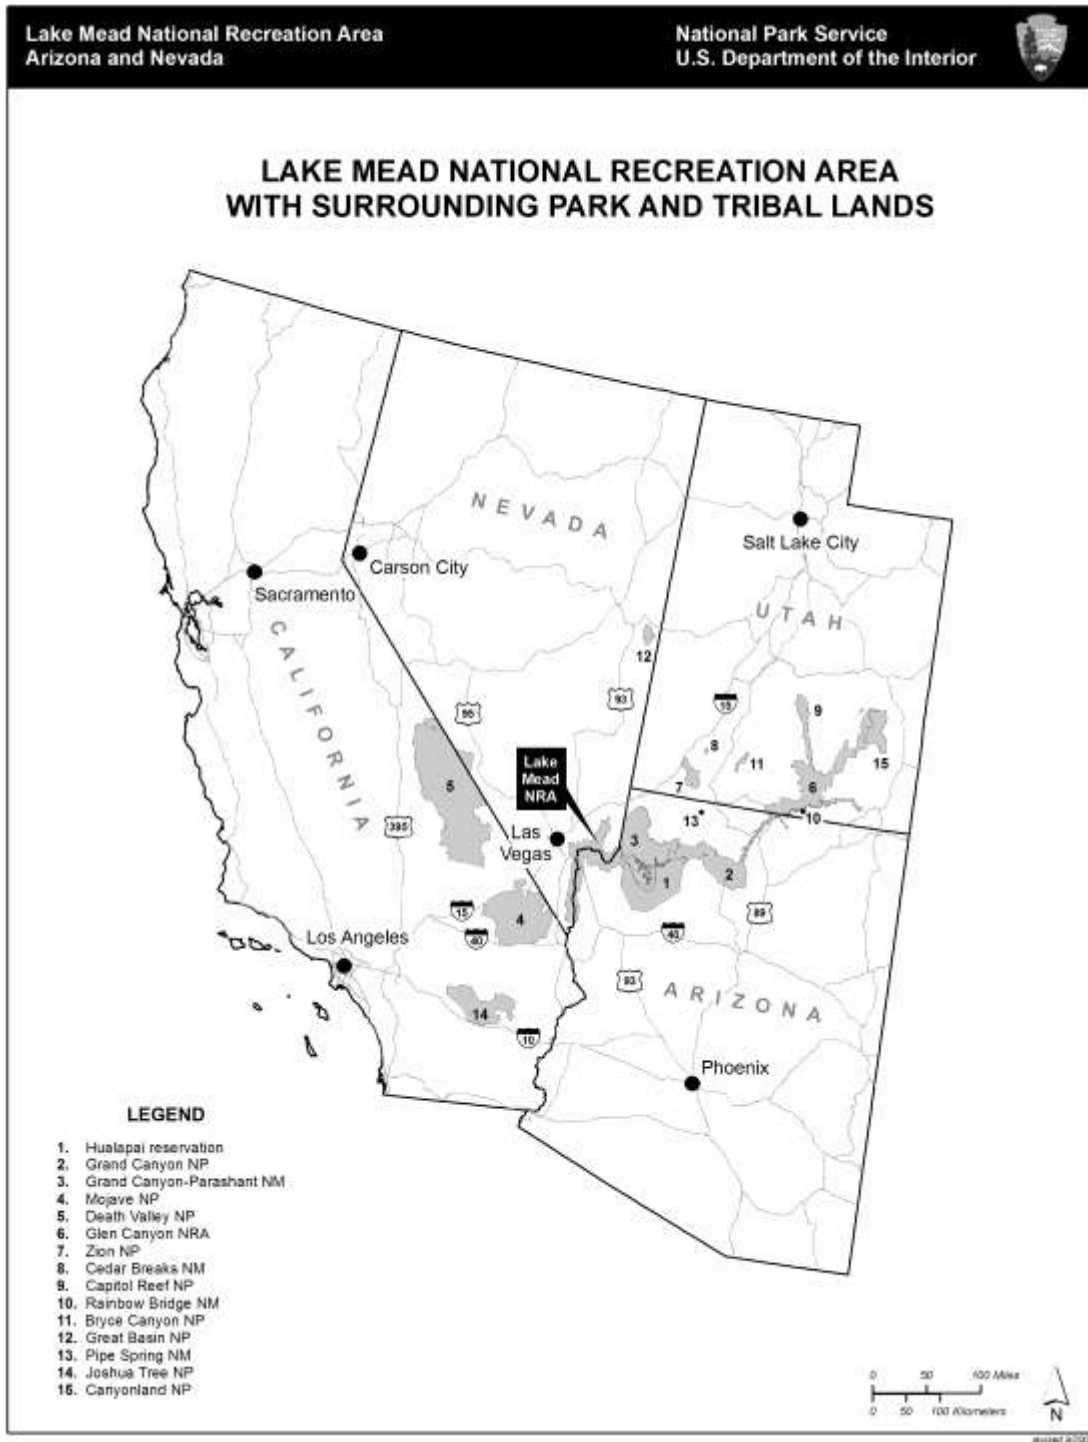 Lake Mead National Recreation Area
Arizona and Nevada
National Park Service
U.S. Department of the Interior
LAKE MEAD NATIONAL RECREATION AREA
WITH SURROUNDING PARK AND TRIBAL LANDS
NEVADA
Salt Lake City
Carson City
Sacramento
UTAH
CALIFORNIA
12
93
95
15
9
8
11
15
Lake
Mead
NRA
5
7
6
13
10
395
Las
Vegas
3
1
2
15
4
40
89
40
Los Angeles
93
ARIZONA
14
10
Phoenix
LEGEND
1. Hualapai reservation
2. Grand Canyon NP
3. Grand Canyon-Parashant NM
4. Mojave NP
5. Death Valley NP
6. Glen Canyon NRA
7. Zion NP
8. Cedar Breaks NM
9. Capitol Reef NP
10. Rainbow Bridge NM
11. Bryce Canyon NP
12. Great Basin NP
13. Pipe Spring NM
14. Joshua Tree NP
15. Canyonland NP
0 50 100 Miles
0 50 100 Kilometers
N